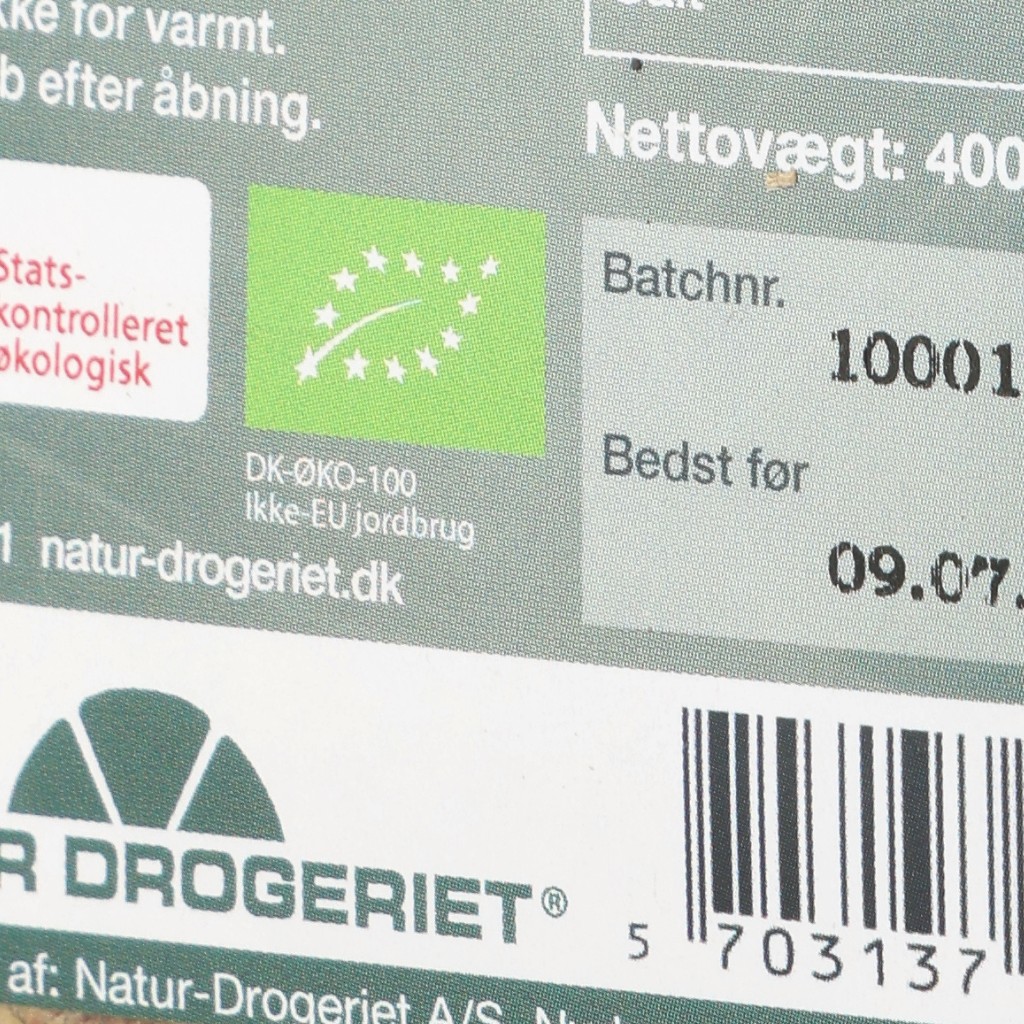 for varmt.
efter åbning.
Nettovægt: 400
Stats-
kontrolleret
økologisk
Batchnr.
10001
DK-ØKO-100
Ikke-EU jordbrug
Bedst før
09.07.
1 natur-drogeriet.dk
R DROGERIET®
5 703137
af: Natur-Drogeriet A/S